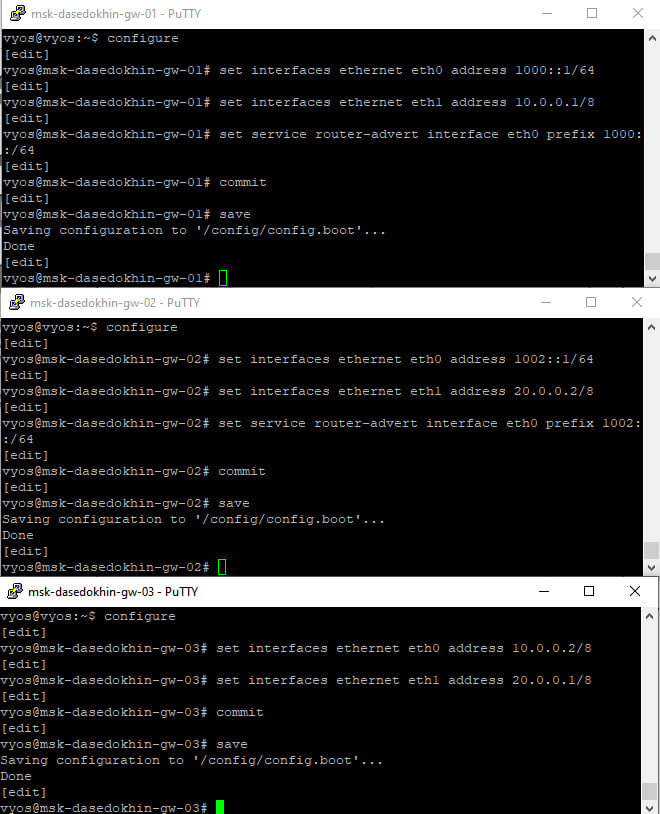 msk-dasedokhin-gw-01 - PuTTY
vyos@vyos:~$ configure
[edit]
vyos@msk-dasedokhin-gw-01# set interfaces ethernet eth0 address 1000::1/64
[edit]
vyos@msk-dasedokhin-gw-01# set interfaces ethernet eth1 address 10.0.0.1/8
[edit]
vyos@msk-dasedokhin-gw-01# set service router-advert interface eth0 prefix 1000:
:/64
[edit]
vyos@msk-dasedokhin-gw-01# commit
[edit]
vyos@msk-dasedokhin-gw-01# save
Saving configuration to '/config/config.boot'...
Done
[edit]
vyos@msk-dasedokhin-gw-01#
msk-dasedokhin-gw-02 - PuTTY
vyos@vyos:~$ configure
[edit]
vyos@msk-dasedokhin-gw-02# set interfaces ethernet eth0 address 1002::1/64
[edit]
vyos@msk-dasedokhin-gw-02# set interfaces ethernet eth1 address 20.0.0.2/8
[edit]
vyos@msk-dasedokhin-gw-02# set service router-advert interface eth0 prefix 1002:
:/64
[edit]
vyos@msk-dasedokhin-gw-02# commit
[edit]
vyos@msk-dasedokhin-gw-02# save
Saving configuration to '/config/config.boot'...
Done
[edit]
vyos@msk-dasedokhin-gw-02#
msk-dasedokhin-gw-03 - PuTTY
vyos@vyos:~$ configure
[edit]
vyos@msk-dasedokhin-gw-03# set interfaces ethernet eth0 address 10.0.0.2/8
[edit]
vyos@msk-dasedokhin-gw-03# set interfaces ethernet eth1 address 20.0.0.1/8
[edit]
vyos@msk-dasedokhin-gw-03# commit
[edit]
vyos@msk-dasedokhin-gw-03# save
Saving configuration to '/config/config.boot'...
Done
[edit]
vyos@msk-dasedokhin-gw-03#